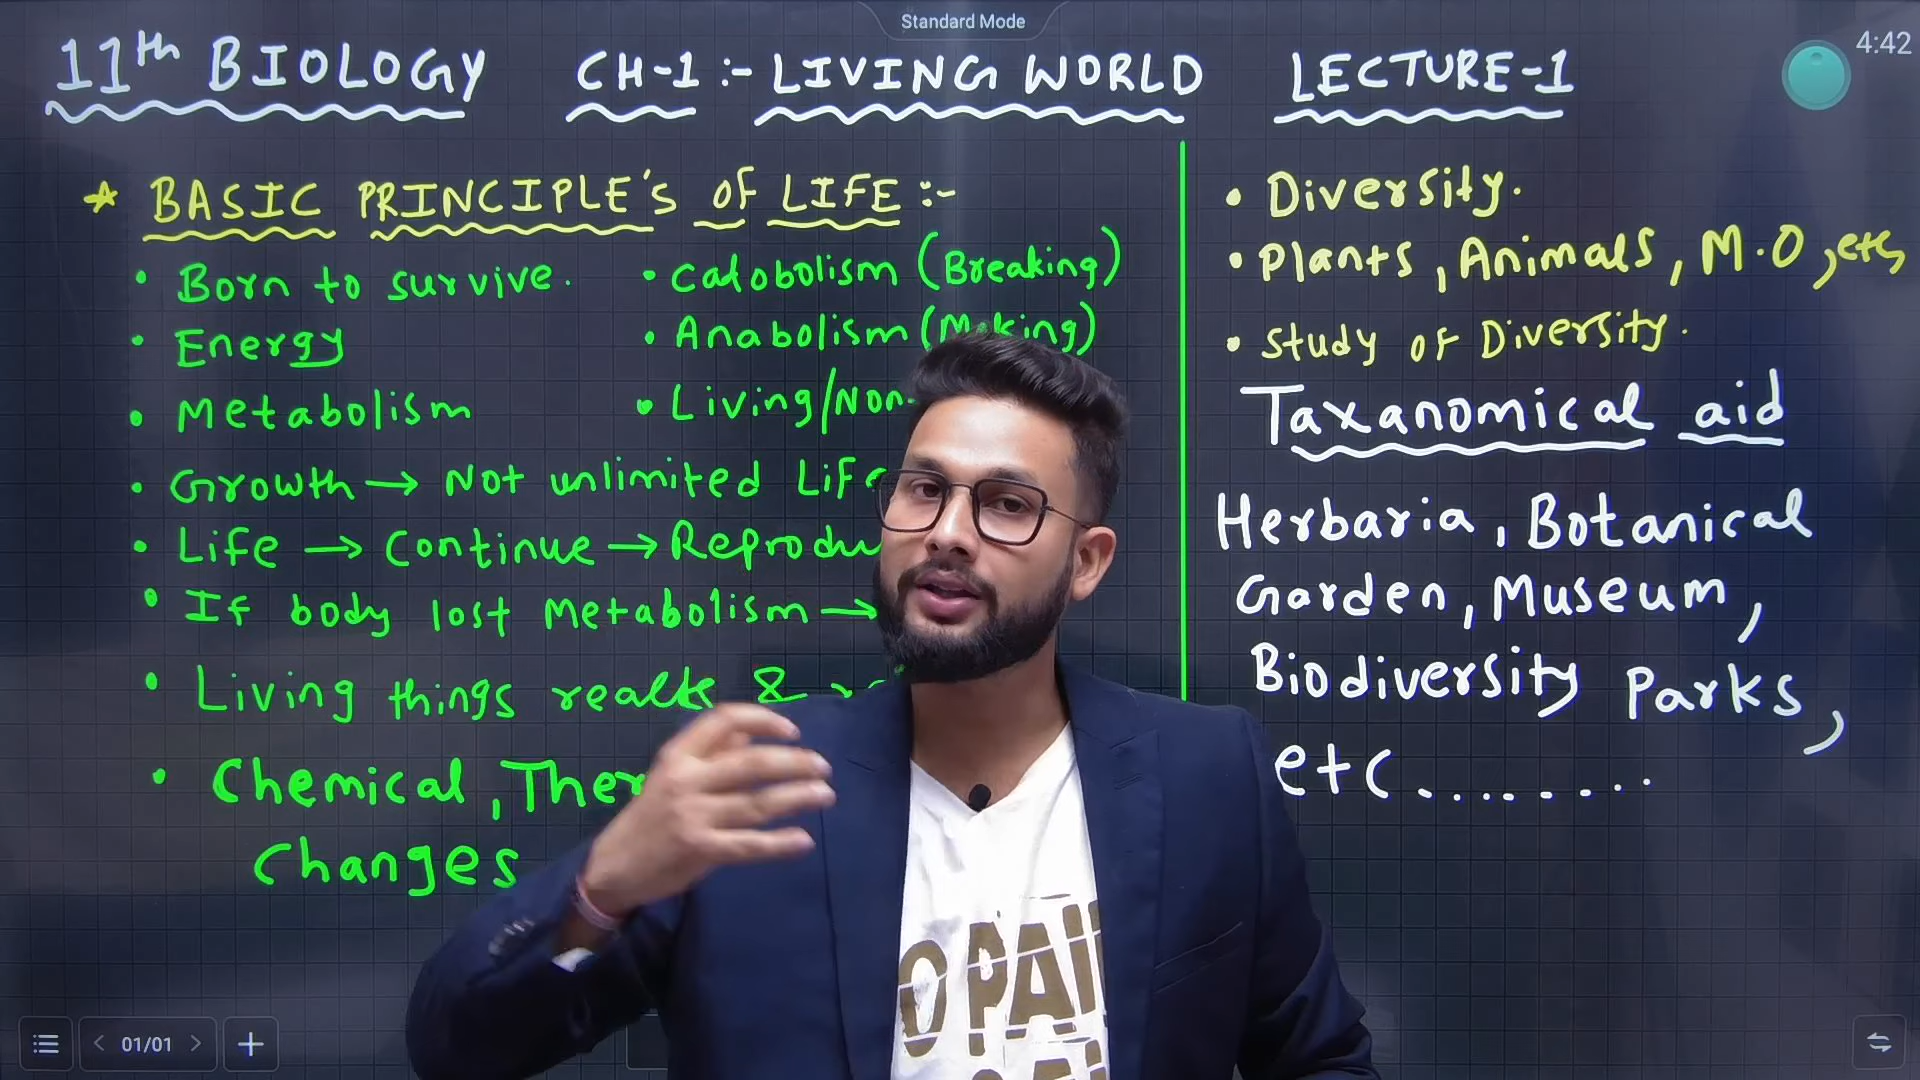 Standard Mode
4:42
11th BIOLOGY CH-1 :- LIVING WORLD LECTURE-1
* BASIC PRINCIPLE'S OF LIFE :-
• Born to survive.
• Energy
• Metabolism
• Catobolism (Breaking)
• Anabolism (Making)
• Living/Non-
• Growth → Not unlimited Life
• Life → Continue → Reprodu
• If body lost Metabolism →
• Living things &
• Chemical, Ther
Changes
• Diversity.
• Plants, Animals, M.O, etc,
• Study of Diversity.
Taxanomical aid
Herbaria, Botanical
Garden, Museum,
Biodiversity Parks,
etc........
O PAI
01/01